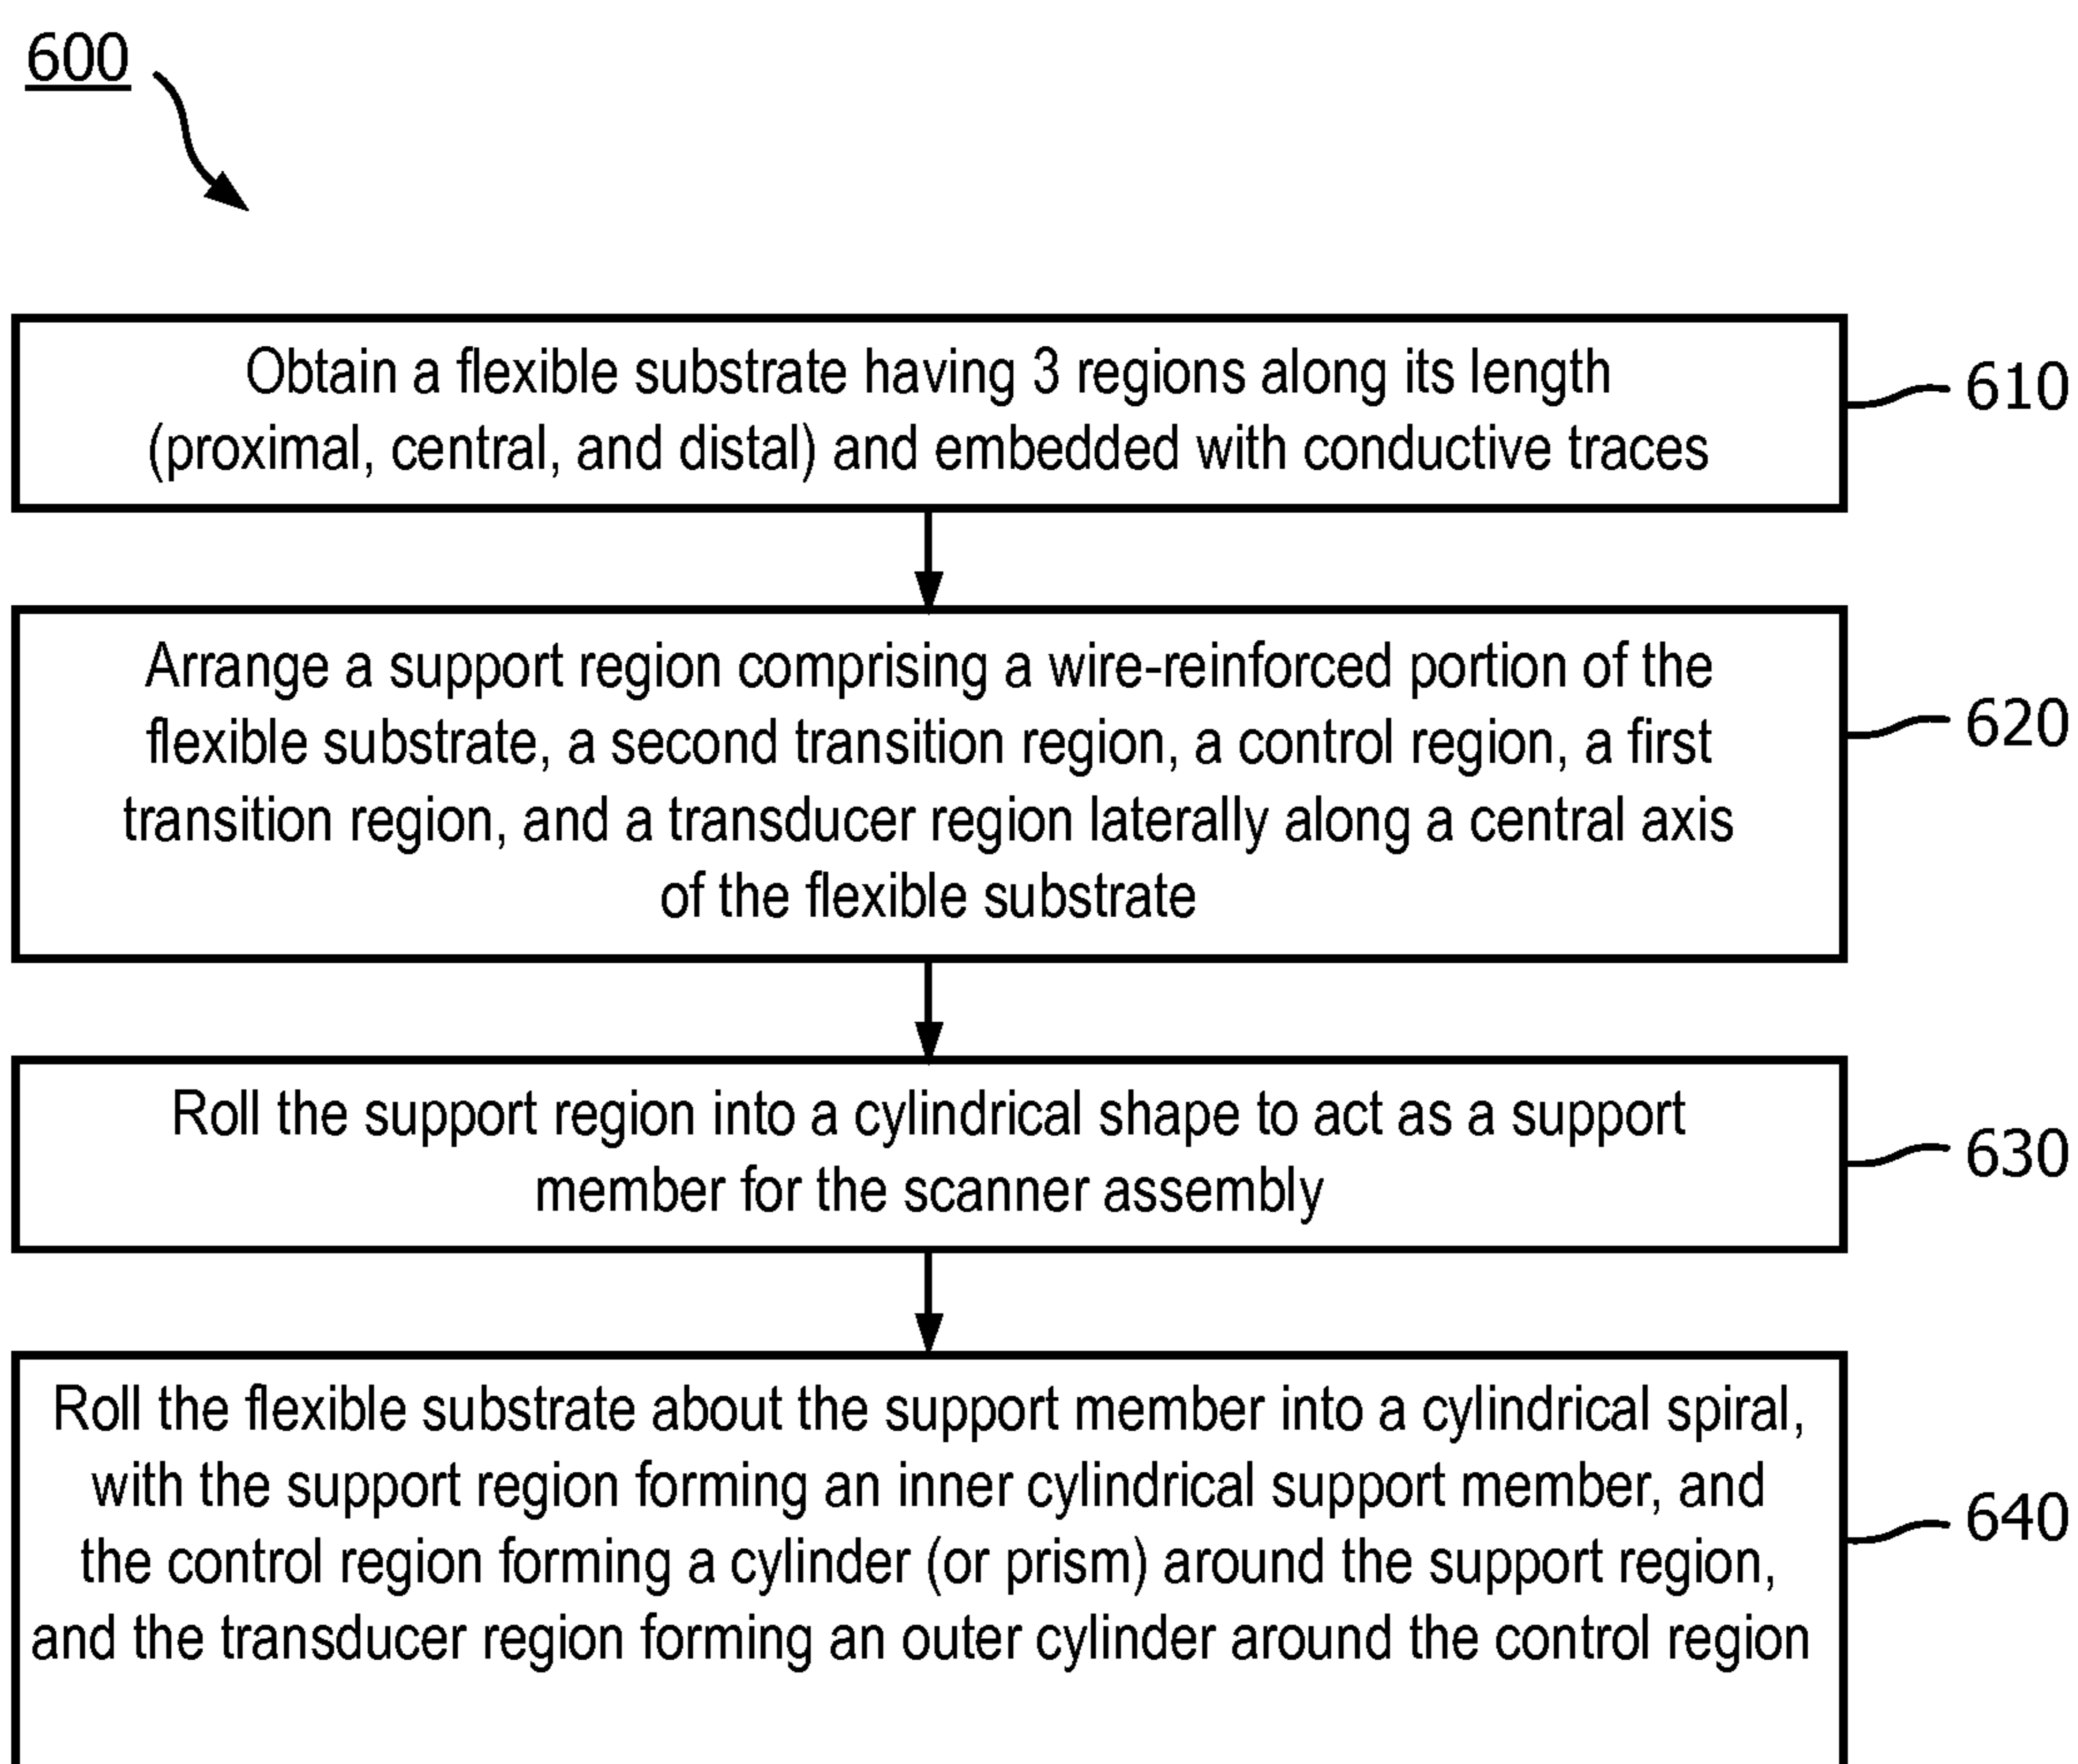 600
Obtain a flexible substrate having 3 regions along its length
(proximal, central, and distal) and embedded with conductive traces
610
Arrange a support region comprising a wire-reinforced portion of the
flexible substrate, a second transition region, a control region, a first
transition region, and a transducer region laterally along a central axis
of the flexible substrate
620
Roll the support region into a cylindrical shape to act as a support
member for the scanner assembly
630
Roll the flexible substrate about the support member into a cylindrical spiral,
with the support region forming an inner cylindrical support member, and
the control region forming a cylinder (or prism) around the support region,
and the transducer region forming an outer cylinder around the control region
640